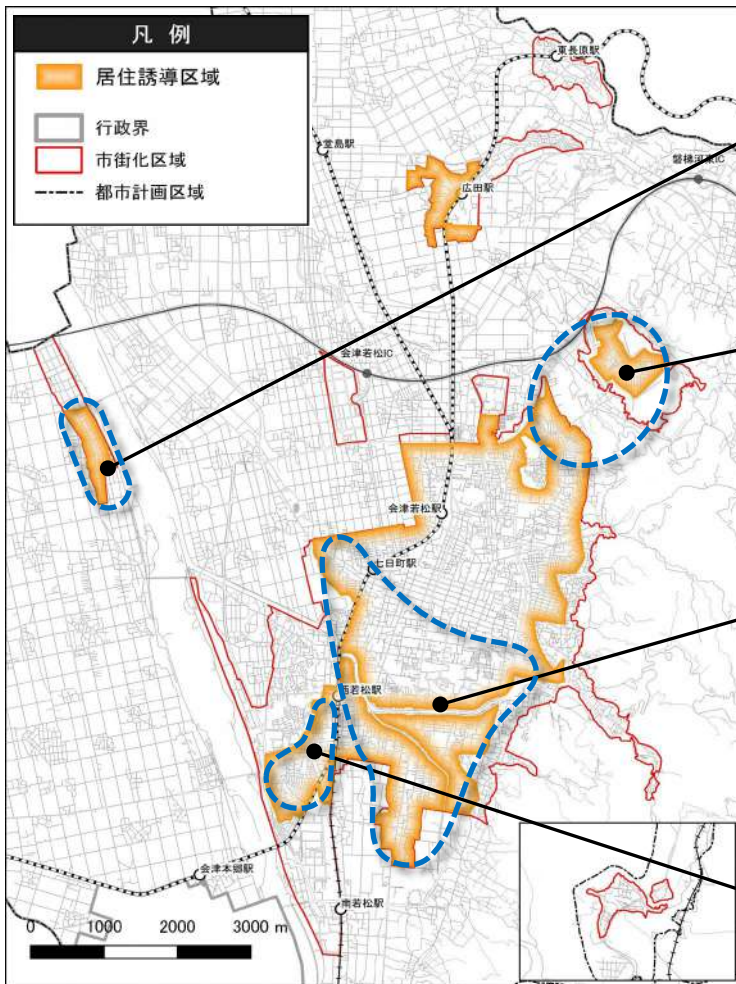 凡 例
居住誘導区域
行政界
市街化区域
都市計画区域
東長原駅
堂島駅
磐梯河東IC
広田駅
会津若松IC
会津若松駅
七日町駅
西若松駅
会津本郷駅
南若松駅
0 1000 2000 3000 m